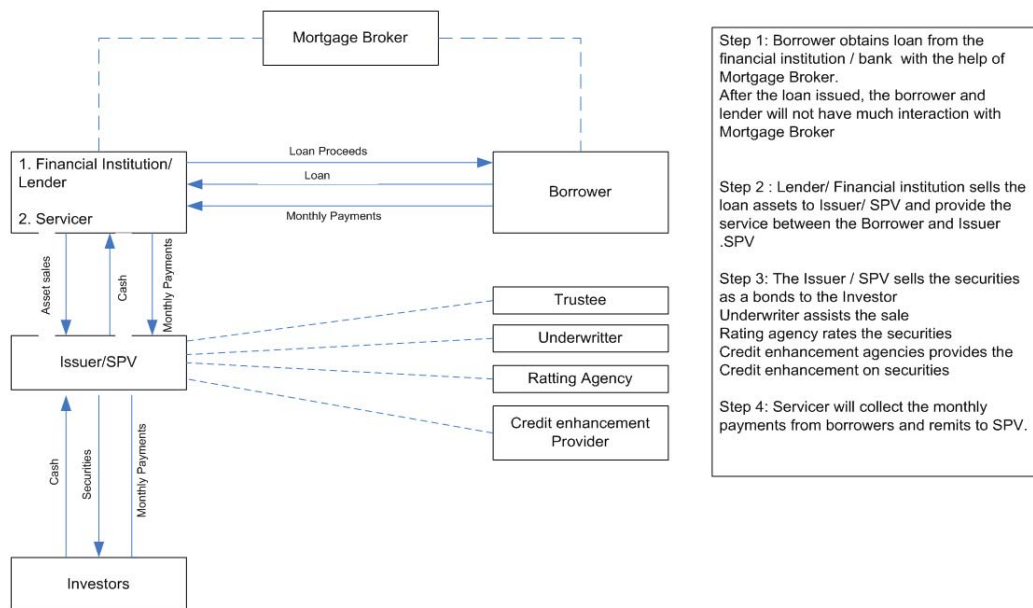 Mortgage Broker
1. Financial Institution/
Lender
2. Servicer
Loan Proceeds
Loan
Monthly Payments
Borrower
Asset sales
Cash
Monthly Payments
Issuer/SPV
Trustee
Underwritter
Ratting Agency
Credit enhancement
Provider
Cash
Securities
Monthly Payments
Investors
Step 1: Borrower obtains loan from the
financial institution / bank with the help of
Mortgage Broker.
After the loan issued, the borrower and
lender will not have much interaction with
Mortgage Broker
Step 2 : Lender/ Financial institution sells the
loan assets to Issuer/ SPV and provide the
service between the Borrower and Issuer
.SPV
Step 3: The Issuer / SPV sells the securities
as a bonds to the Investor
Underwriter assists the sale
Rating agency rates the securities
Credit enhancement agencies provides the
Credit enhancement on securities
Step 4: Servicer will collect the monthly
payments from borrowers and remits to SPV.